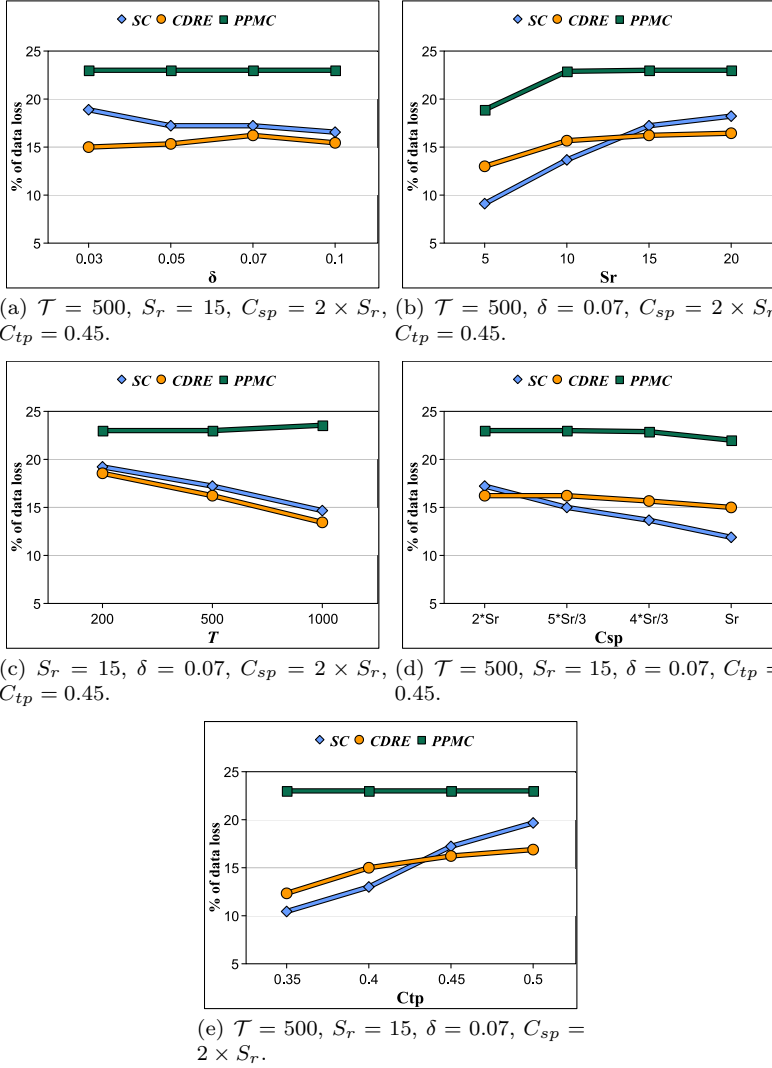 SC CDRE PPMC
25
20
15
10
5
% of data loss
0.03 0.05 0.07 0.1
δ
SC CDRE PPMC
25
20
15
10
5
% of data loss
5 10 15 20
Sr
(a) 𝒯 = 500, S_r = 15, C_sp = 2 × S_r,
C_tp = 0.45.
(b) 𝒯 = 500, δ = 0.07, C_sp = 2 × S_r
C_tp = 0.45.
SC CDRE PPMC
25
20
15
10
5
% of data loss
200 500 1000
T
SC CDRE PPMC
25
20
15
10
5
% of data loss
2*Sr 5*Sr/3 4*Sr/3 Sr
Csp
(c) S_r = 15, δ = 0.07, C_sp = 2 × S_r,
C_tp = 0.45.
(d) 𝒯 = 500, S_r = 15, δ = 0.07, C_tp =
0.45.
SC CDRE PPMC
25
20
15
10
5
% of data loss
0.35 0.4 0.45 0.5
Ctp
(e) 𝒯 = 500, S_r = 15, δ = 0.07, C_sp =
2 × S_r.